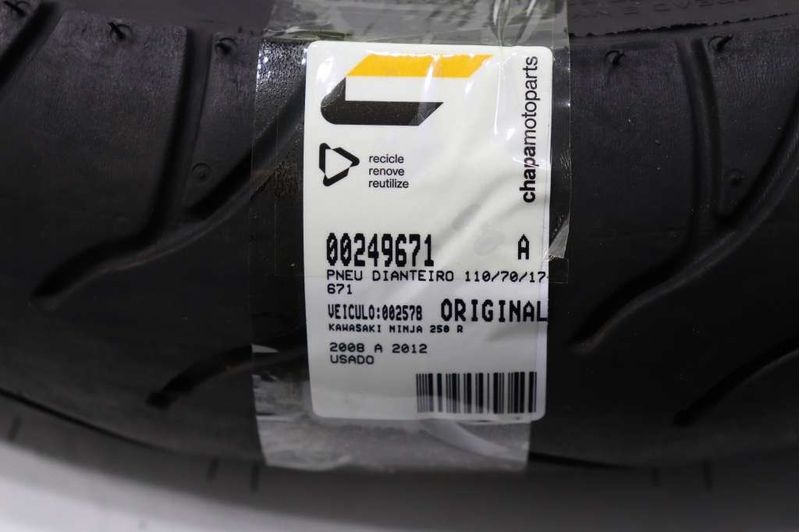 chapamotoparts
recicle
renove
reutilize
00249671 A
PNEU DIANTEIRO 110/70/17-
671
VEICULO:002578 ORIGINAL
KAWASAKI NINJA 250 R
2008 A 2012
USADO